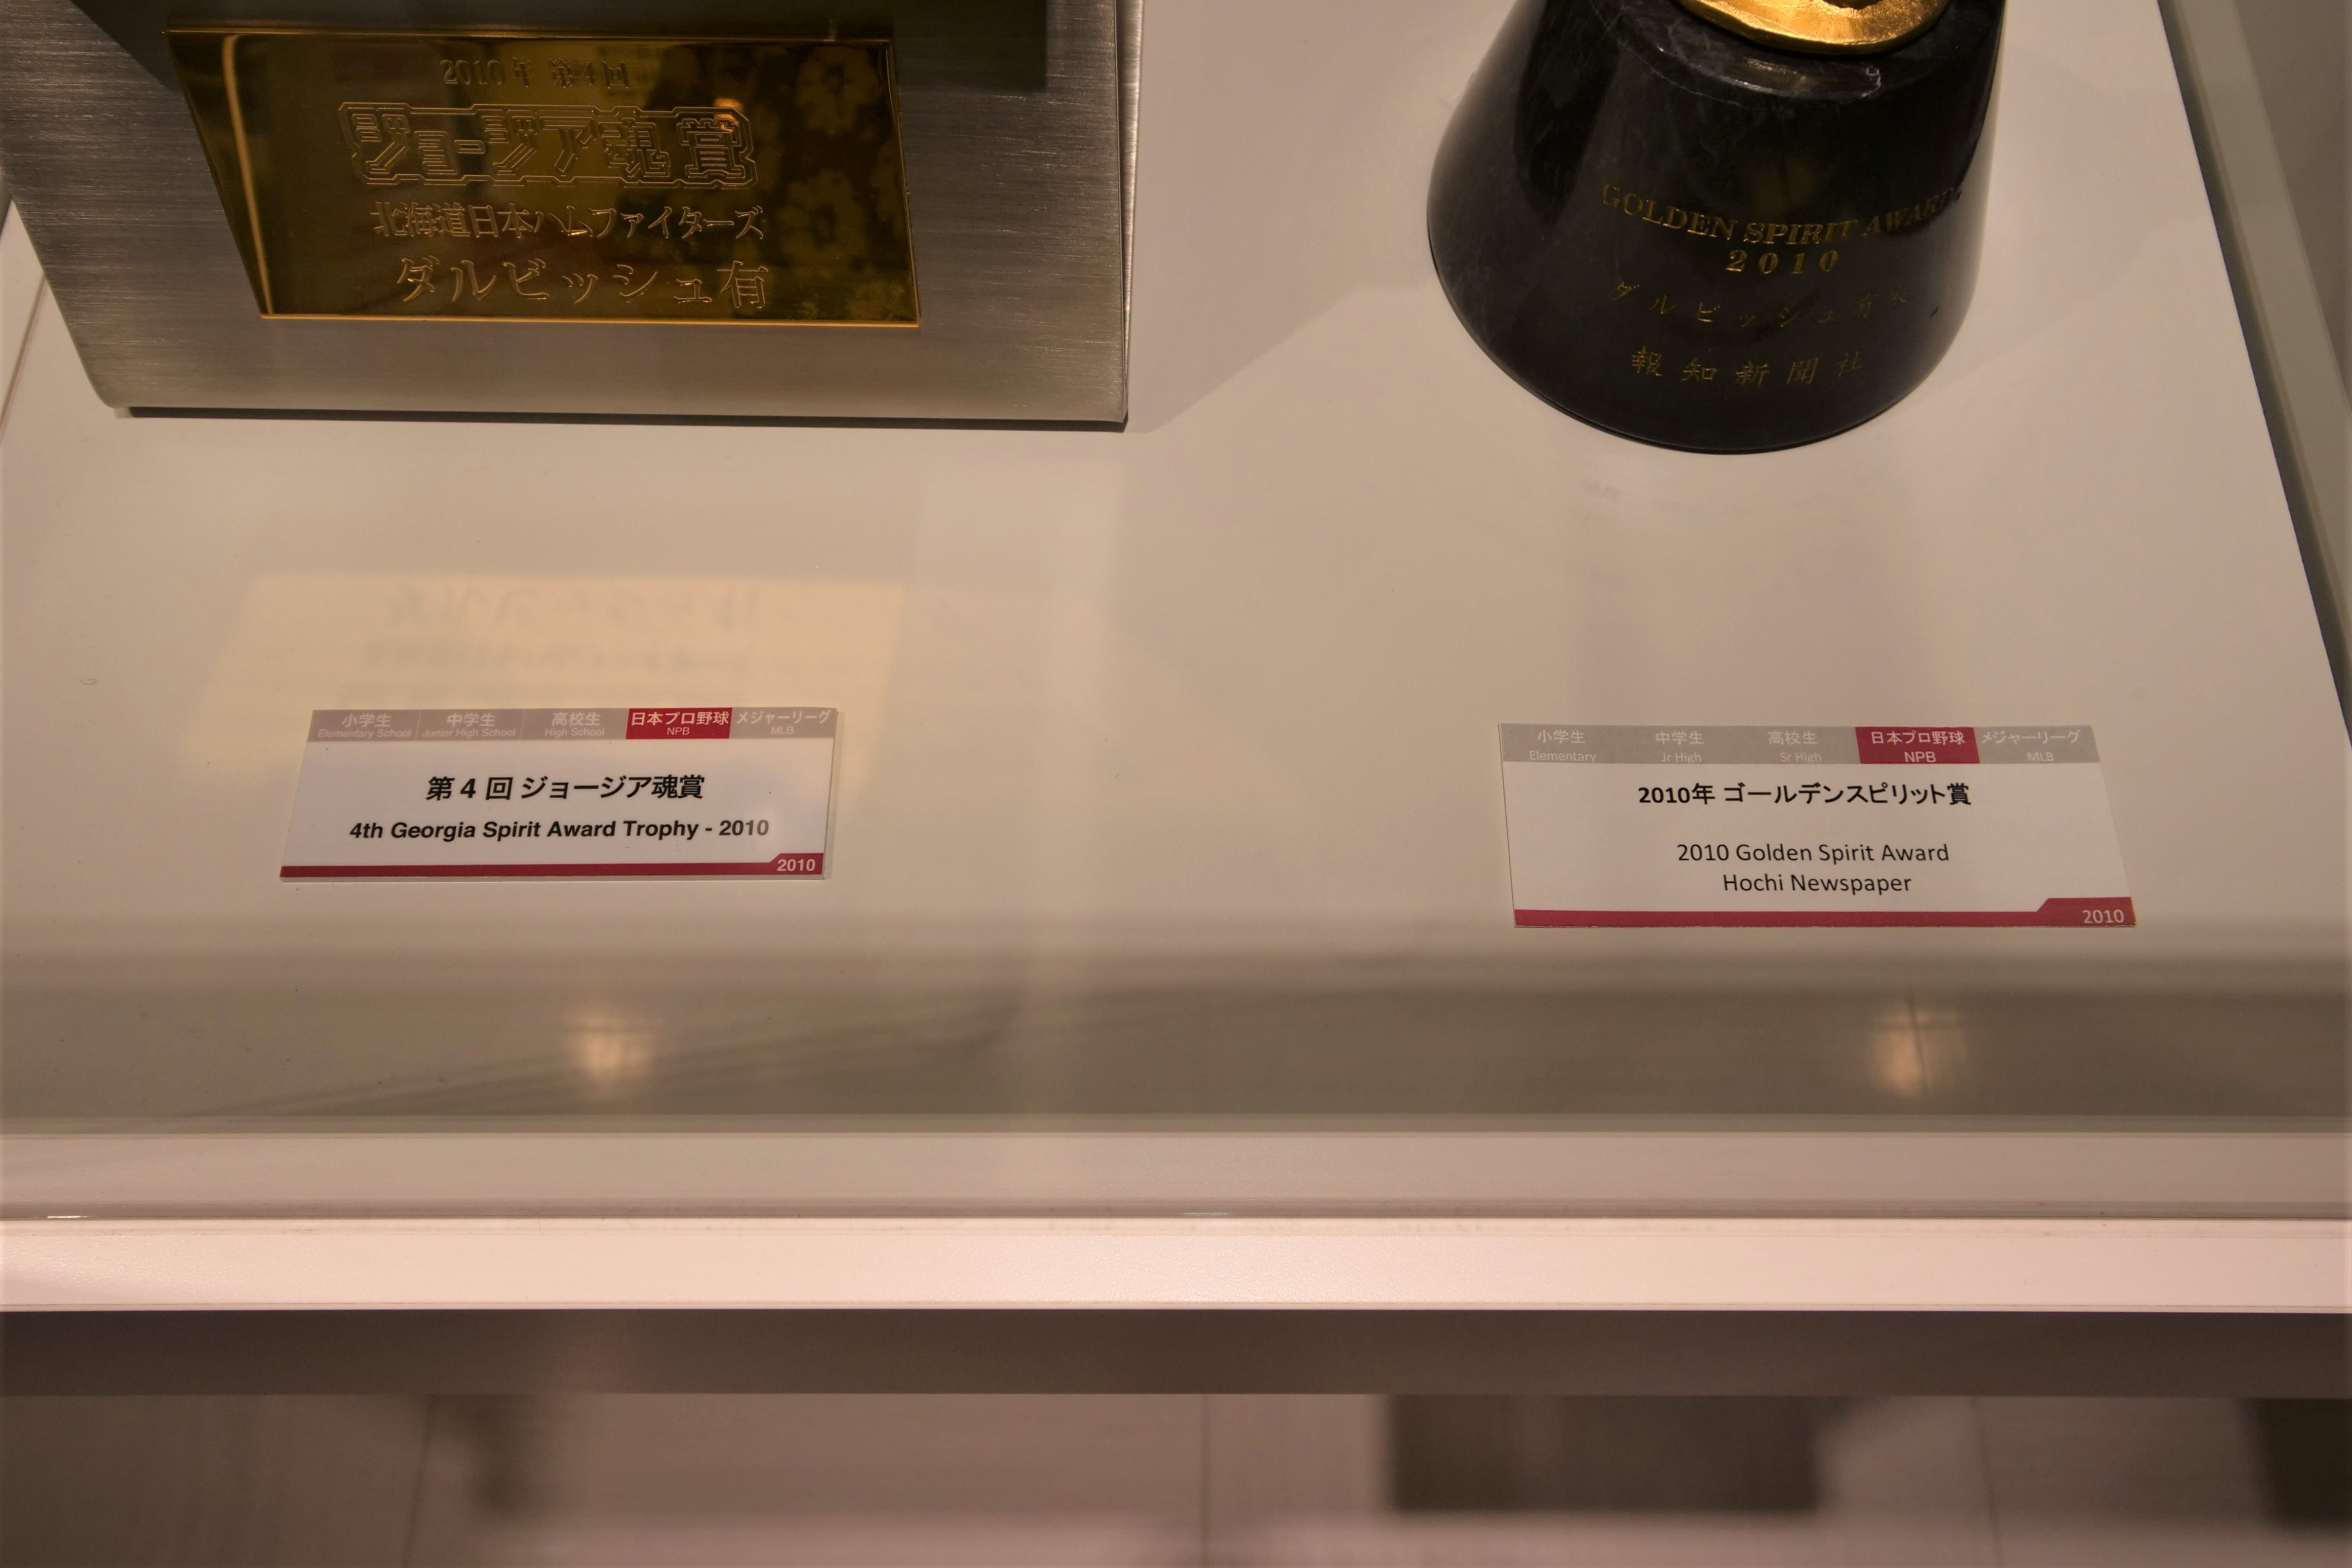 2010年 第4回
ジョージア魂賞
北海道日本ハムファイターズ
ダルビッシュ有
GOLDEN SPIRIT AWARD
2010
ダルビッシュ有
報知新聞社
小学生 中学生 高校生 日本プロ野球 メジャーリーグ
Elementary School Junior High School High School NPB MLB
第4回 ジョージア魂賞
4th Georgia Spirit Award Trophy - 2010
2010
小学生 中学生 高校生 日本プロ野球 メジャーリーグ
Elementary Jr High Sr High NPB MLB
2010年 ゴールデンスピリット賞
2010 Golden Spirit Award
Hochi Newspaper
2010